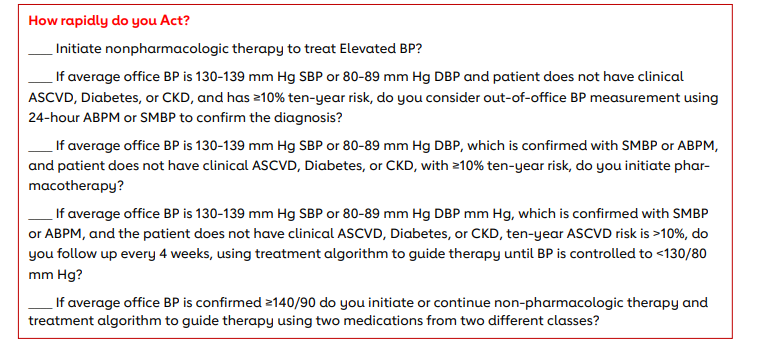 How rapidly do you Act?
____ Initiate nonpharmacologic therapy to treat Elevated BP?
____ If average office BP is 130-139 mm Hg SBP or 80-89 mm Hg DBP and patient does not have clinical
ASCVD, Diabetes, or CKD, and has ≥10% ten-year risk, do you consider out-of-office BP measurement using
24-hour ABPM or SMBP to confirm the diagnosis?
____ If average office BP is 130-139 mm Hg SBP or 80-89 mm Hg DBP, which is confirmed with SMBP or ABPM,
and patient does not have clinical ASCVD, Diabetes, or CKD, with ≥10% ten-year risk, do you initiate phar-
macotherapy?
____ If average office BP is 130-139 mm Hg SBP or 80-89 mm Hg DBP mm Hg, which is confirmed with SMBP
or ABPM, and the patient does not have clinical ASCVD, Diabetes, or CKD, ten-year ASCVD risk is >10%, do
you follow up every 4 weeks, using treatment algorithm to guide therapy until BP is controlled to <130/80
mm Hg?
____ If average office BP is confirmed ≥140/90 do you initiate or continue non-pharmacologic therapy and
treatment algorithm to guide therapy using two medications from two different classes?